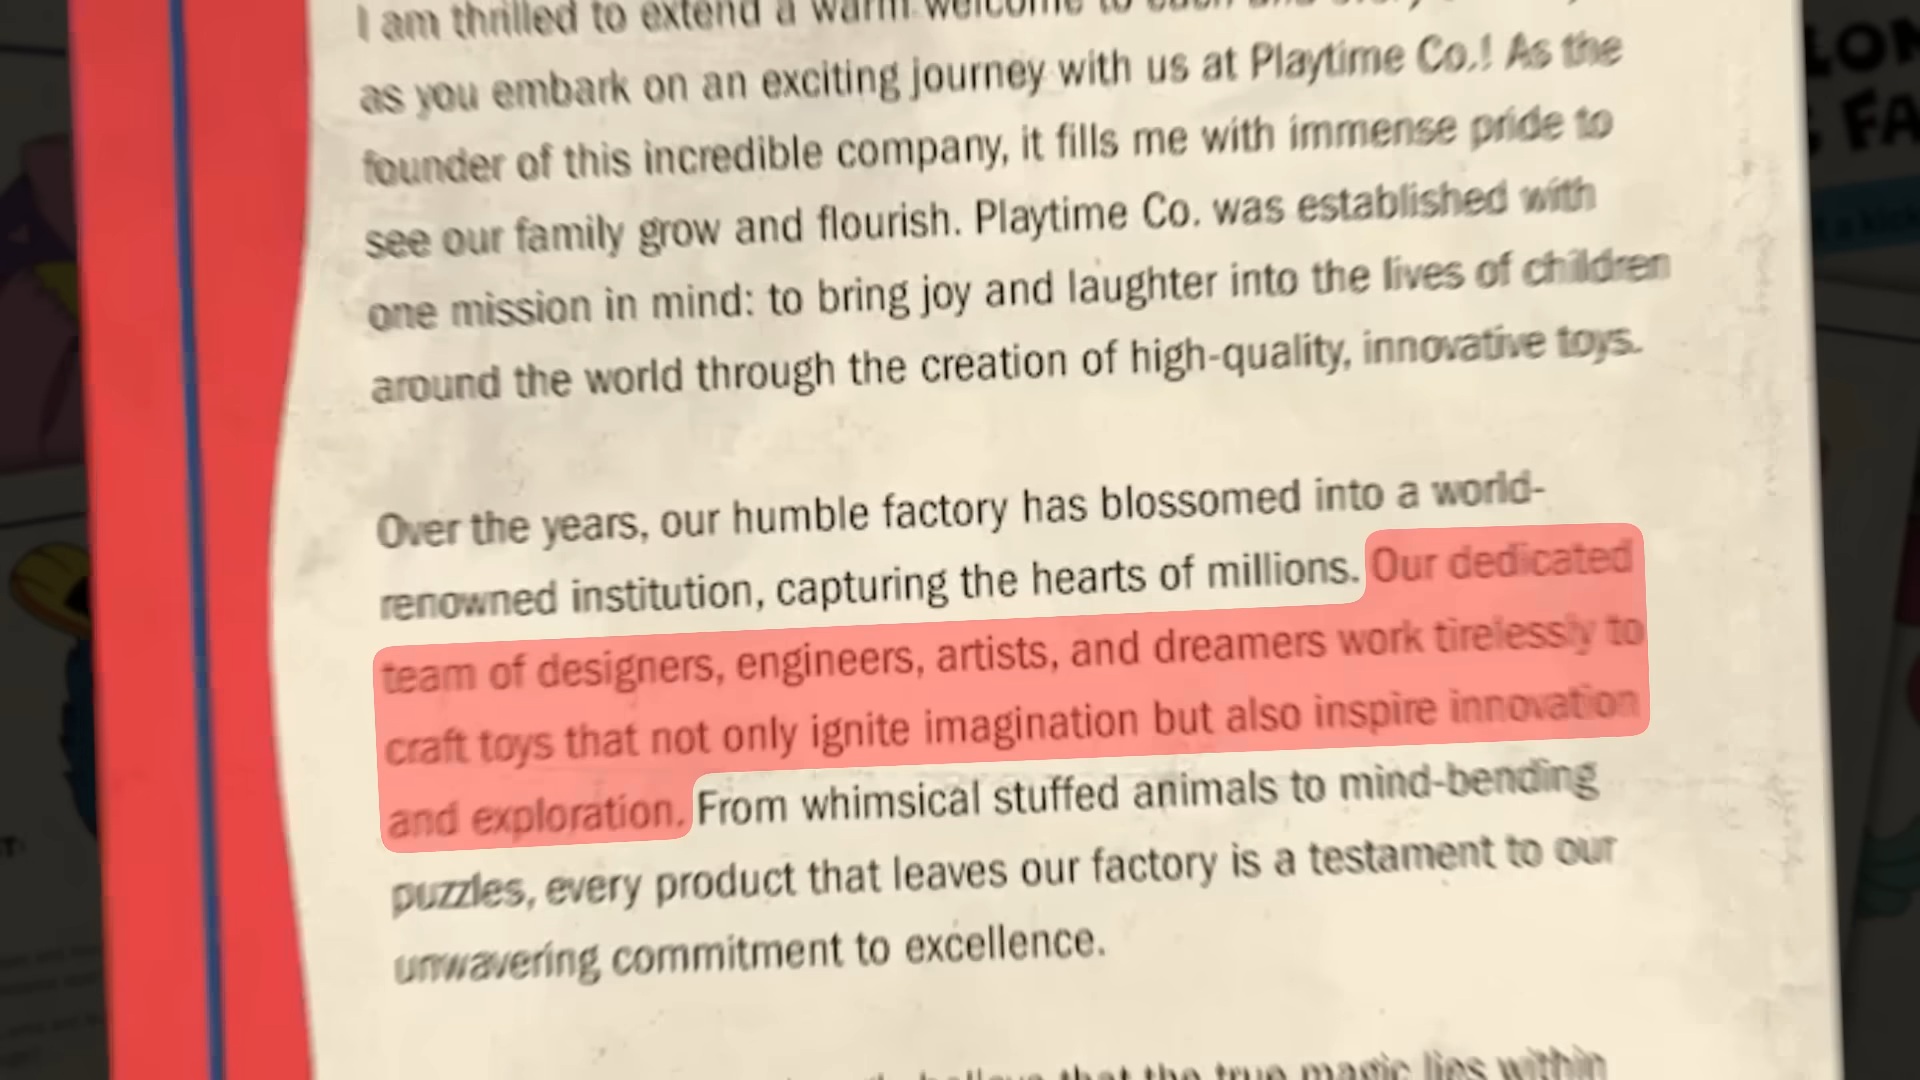 I am thrilled to extend a warm welcome to each and every
as you embark on an exciting journey with us at Playtime Co.! As the
founder of this incredible company, it fills me with immense pride to
see our family grow and flourish. Playtime Co. was established with
one mission in mind: to bring joy and laughter into the lives of children
around the world through the creation of high-quality, innovative toys.
Over the years, our humble factory has blossomed into a world-
renowned institution, capturing the hearts of millions. Our dedicated
team of designers, engineers, artists, and dreamers work tirelessly to
craft toys that not only ignite imagination but also inspire innovation
and exploration. From whimsical stuffed animals to mind-bending
puzzles, every product that leaves our factory is a testament to our
unwavering commitment to excellence.
believe that the true magic lies within